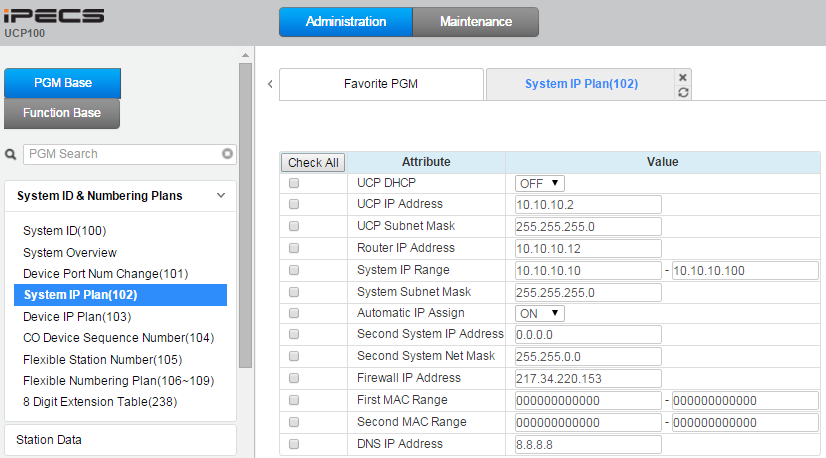 iPECS
UCP100
Administration Maintenance
PGM Base
Function Base
PGM Search
System ID & Numbering Plans
System ID(100)
System Overview
Device Port Num Change(101)
System IP Plan(102)
Device IP Plan(103)
CO Device Sequence Number(104)
Flexible Station Number(105)
Flexible Numbering Plan(106~109)
8 Digit Extension Table(238)
Station Data
Favorite PGM System IP Plan(102)
Check All Attribute Value
UCP DHCP OFF
UCP IP Address 10.10.10.2
UCP Subnet Mask 255.255.255.0
Router IP Address 10.10.10.12
System IP Range 10.10.10.10 - 10.10.10.100
System Subnet Mask 255.255.255.0
Automatic IP Assign ON
Second System IP Address 0.0.0.0
Second System Net Mask 255.255.0.0
Firewall IP Address 217.34.220.153
First MAC Range 000000000000 - 000000000000
Second MAC Range 000000000000 - 000000000000
DNS IP Address 8.8.8.8